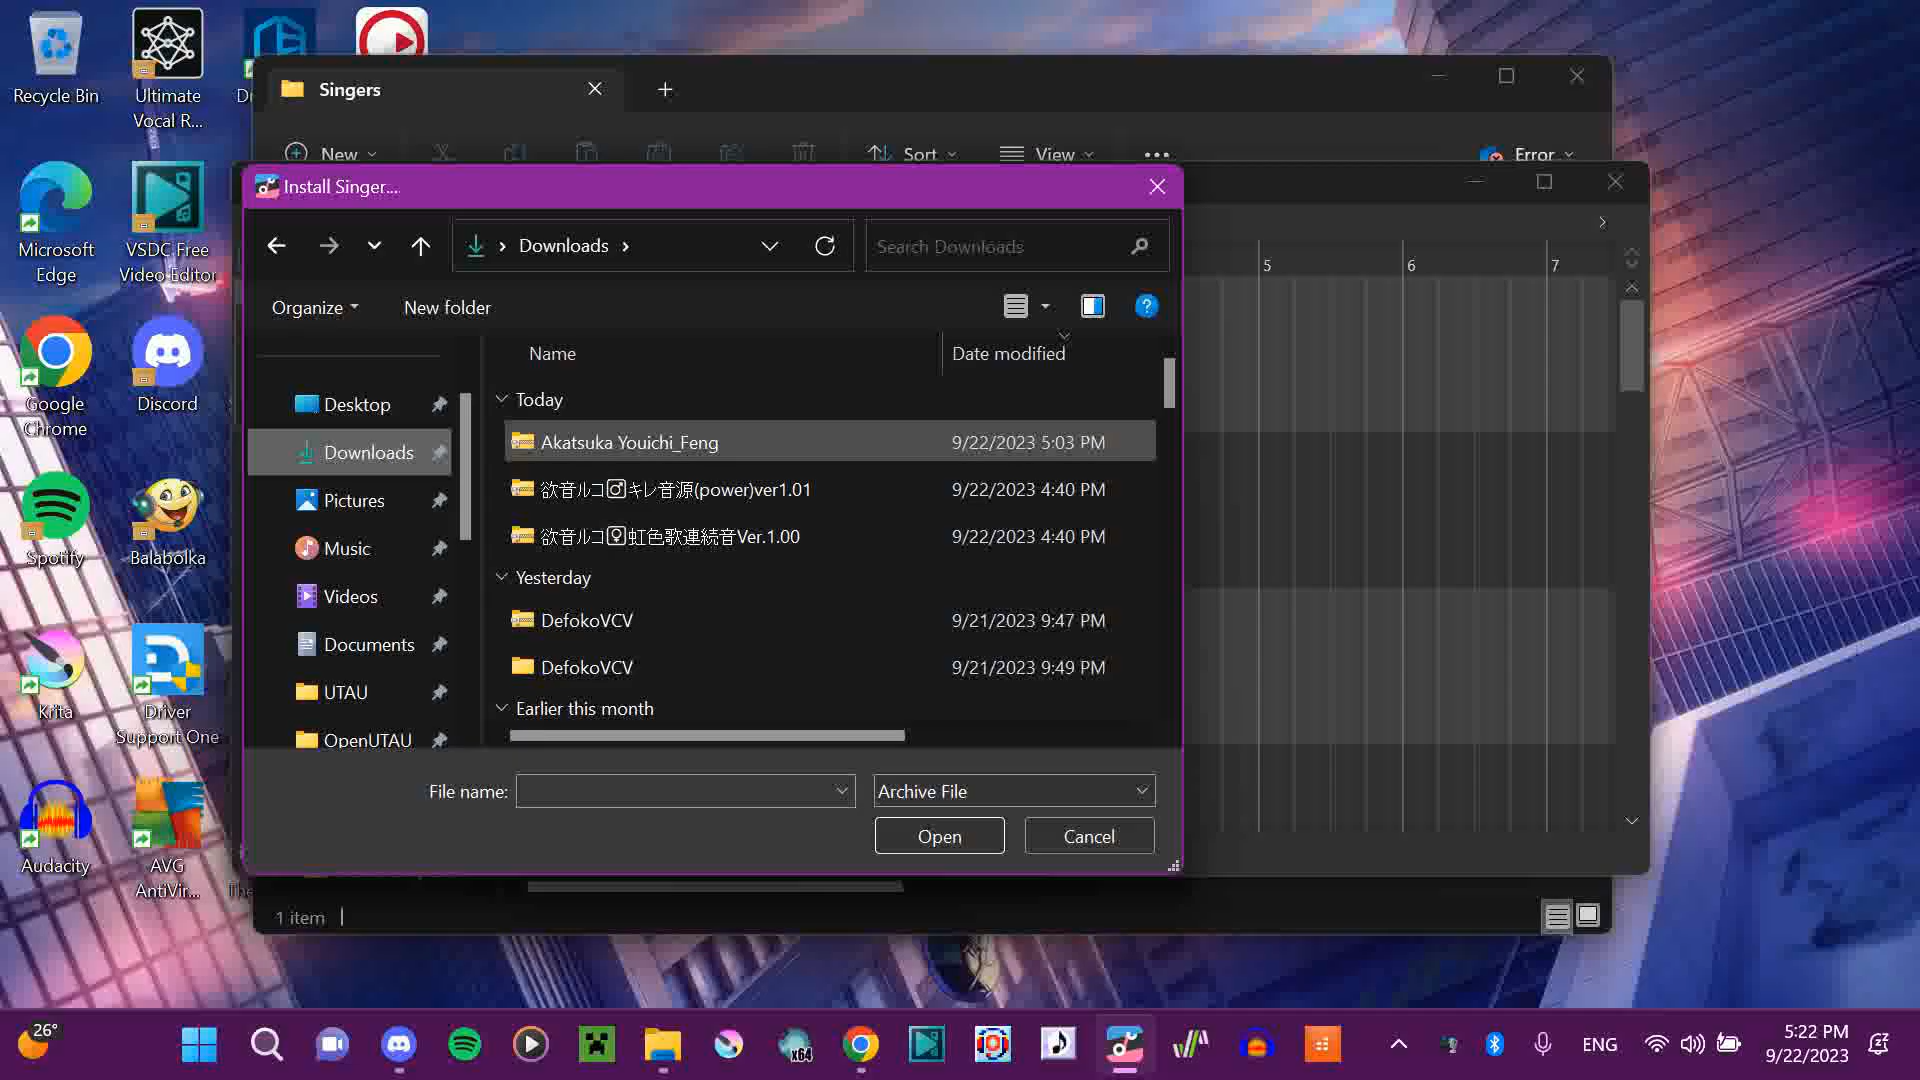 Recycle Bin
Ultimate
Vocal R...
Singers
New
Sort
View
Error
Install Singer...
Downloads
Search Downloads
5
6
7
Organize
New folder
Microsoft
Edge
VSDC Free
Video Editor
Name
Date modified
Google
Chrome
Discord
Desktop
Downloads
Pictures
Music
Videos
Documents
UTAU
OpenUTAU
Today
Akatsuka Youichi_Feng 9/22/2023 5:03 PM
欲音ルコ♂キレ音源(power)ver1.01 9/22/2023 4:40 PM
欲音ルコ♀虹色歌連続音Ver.1.00 9/22/2023 4:40 PM
Yesterday
DefokoVCV 9/21/2023 9:47 PM
DefokoVCV 9/21/2023 9:49 PM
Earlier this month
Spotify
Balabolka
Krita
Driver
Support One
File name:
Archive File
Open
Cancel
Audacity
AVG
AntiVir...
1 item
26°
x64
ENG
5:22 PM
9/22/2023